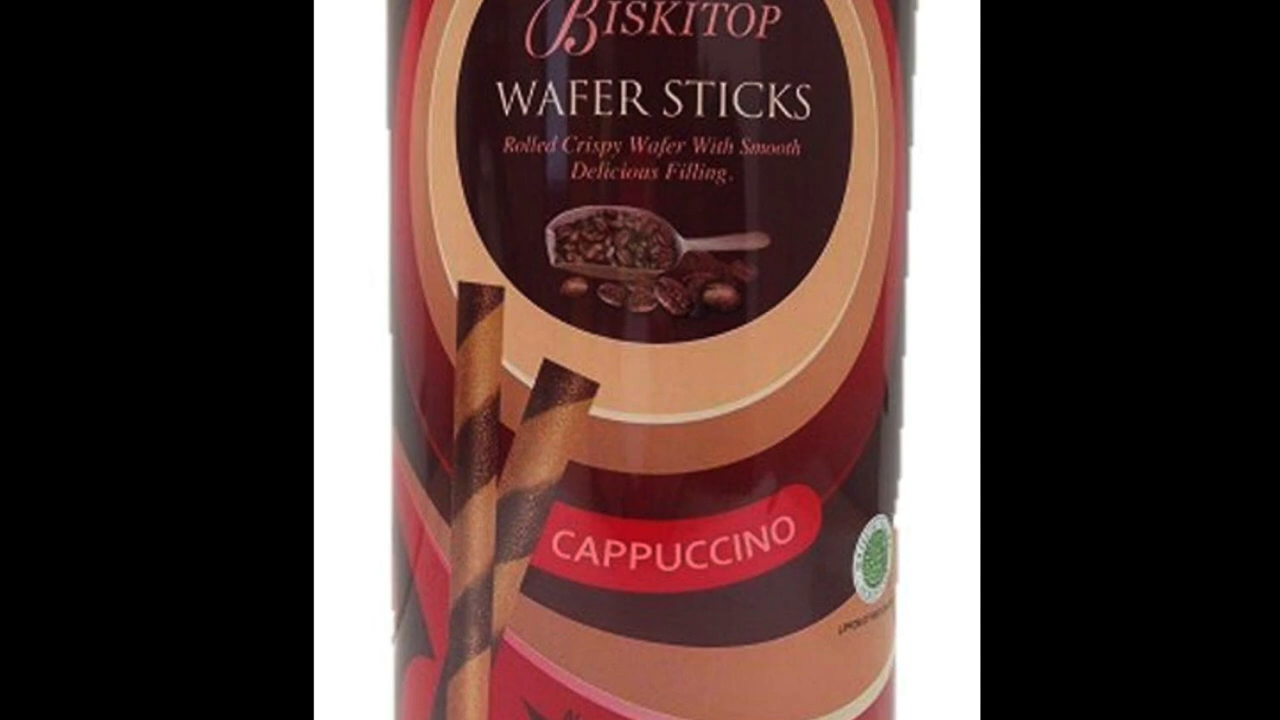 BISKITOP
WAFER STICKS
Rolled Crispy Wafer With Smooth
Delicious Filling.
CAPPUCCINO